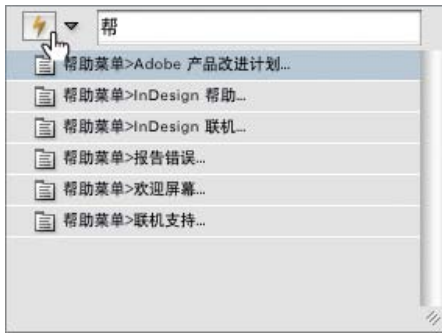 帮
帮助菜单>Adobe 产品改进计划...
帮助菜单>InDesign 帮助...
帮助菜单>InDesign 联机...
帮助菜单>报告错误...
帮助菜单>欢迎屏幕...
帮助菜单>联机支持...